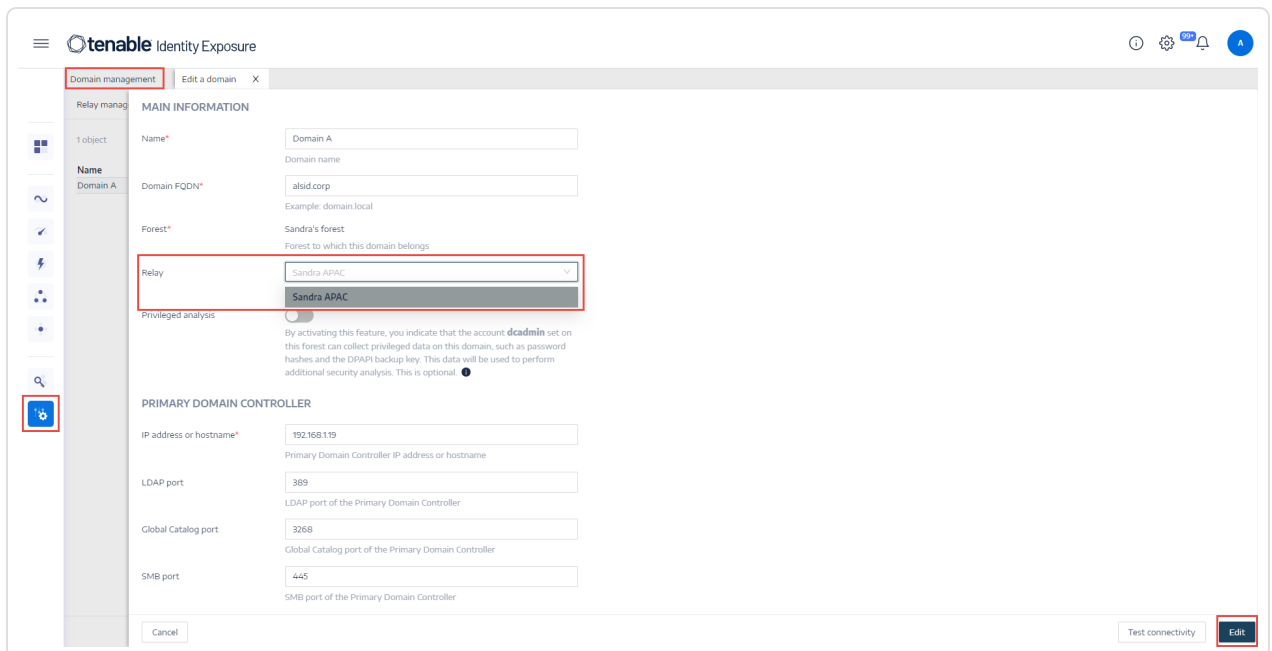 tenable Identity Exposure
99+
A
Domain management
Edit a domain X
Relay manag
1 object
Name
Domain A
MAIN INFORMATION
Name*
Domain A
Domain name
Domain FQDN*
alsid.corp
Example: domain.local
Forest*
Sandra's forest
Forest to which this domain belongs
Relay
Sandra APAC
Sandra APAC
Privileged analysis
By activating this feature, you indicate that the account dcadmin set on
this forest can collect privileged data on this domain, such as password
hashes and the DPAPI backup key. This data will be used to perform
additional security analysis. This is optional.
PRIMARY DOMAIN CONTROLLER
IP address or hostname*
192.168.1.19
Primary Domain Controller IP address or hostname
LDAP port
389
LDAP port of the Primary Domain Controller
Global Catalog port
3268
Global Catalog port of the Primary Domain Controller
SMB port
445
SMB port of the Primary Domain Controller
Cancel
Test connectivity
Edit